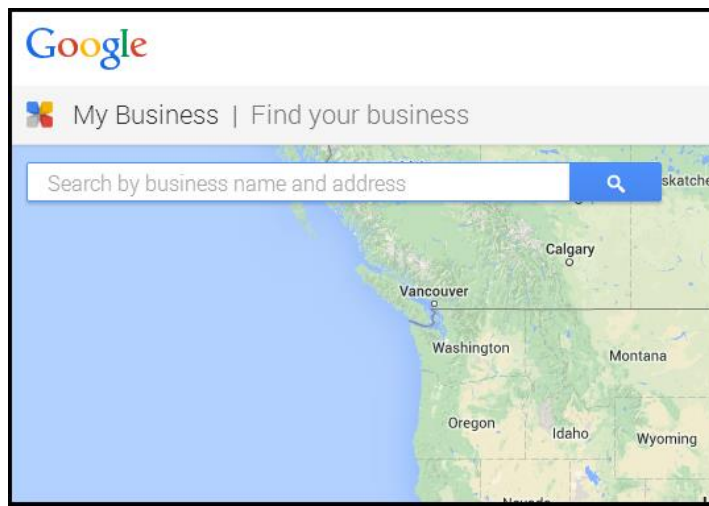 Google
My Business | Find your business
Search by business name and address
skatche
Calgary
Vancouver
Washington
Montana
Oregon
Idaho
Wyoming